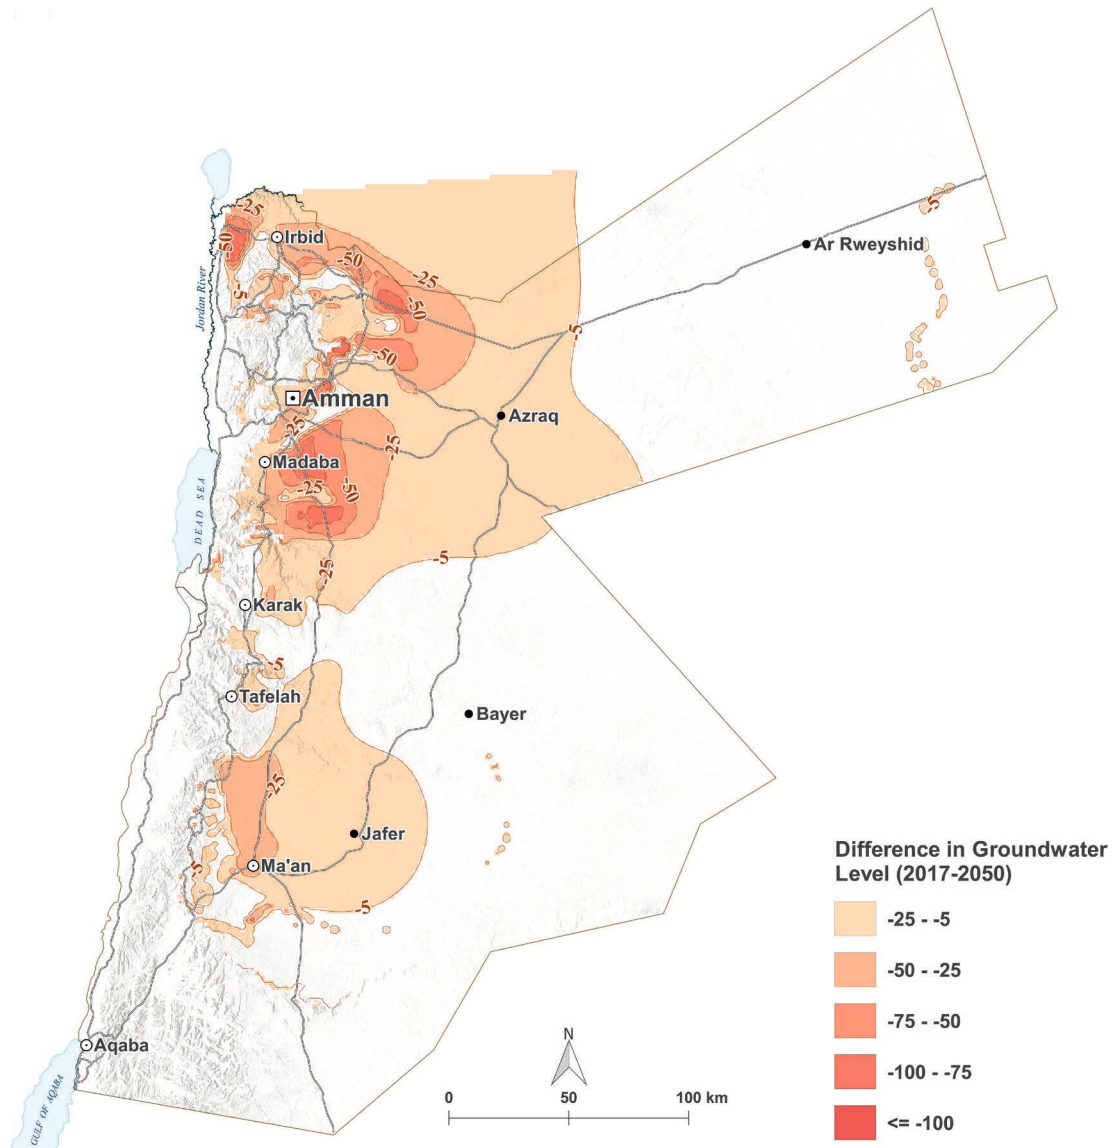 -25
-50
Irbid
-5
Jordan River
-50
-25
-50
-50
-5
Ar Rweyshid
-5
Amman
-25
Azraq
-25
Madaba
-25
-50
DEAD SEA
-5
-25
Karak
-5
Tafelah
Bayer
-25
Jafer
Ma'an
-5
-5
Aqaba
GULF OF AQABA
N
0 50 100 km
Difference in Groundwater
Level (2017-2050)
-25 - -5
-50 - -25
-75 - -50
-100 - -75
<= -100